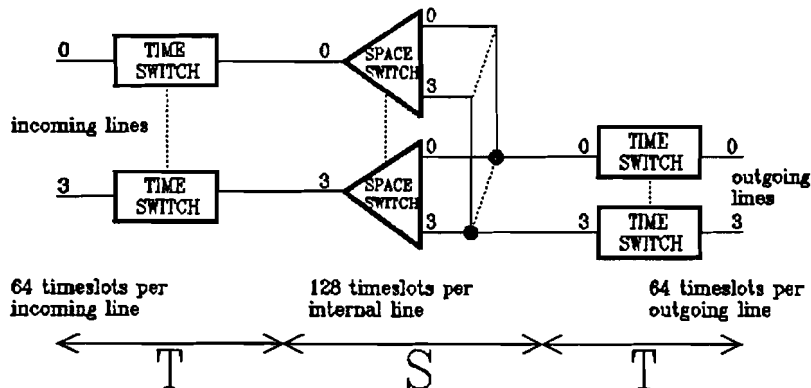 0
TIME
SWITCH
0
SPACE
SWITCH
0
3
incoming lines
3
TIME
SWITCH
3
SPACE
SWITCH
0
3
0
TIME
SWITCH
0
outgoing
lines
3
TIME
SWITCH
3
64 timeslots per
incoming line
128 timeslots per
internal line
64 timeslots per
outgoing line
T
S
T